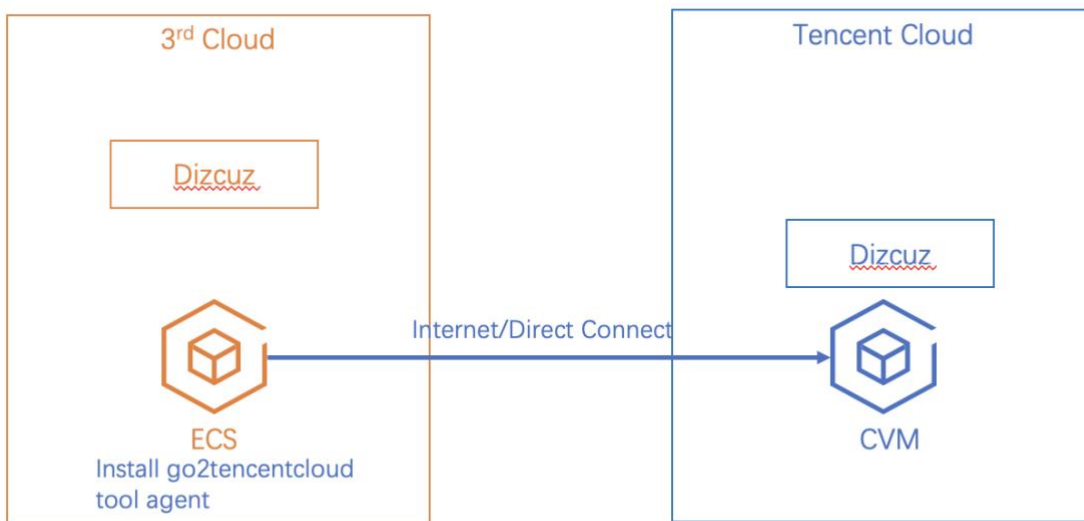 3rd Cloud
Tencent Cloud
Dizcuz
Dizcuz
Internet/Direct Connect
ECS
CVM
Install go2tencentcloud
tool agent